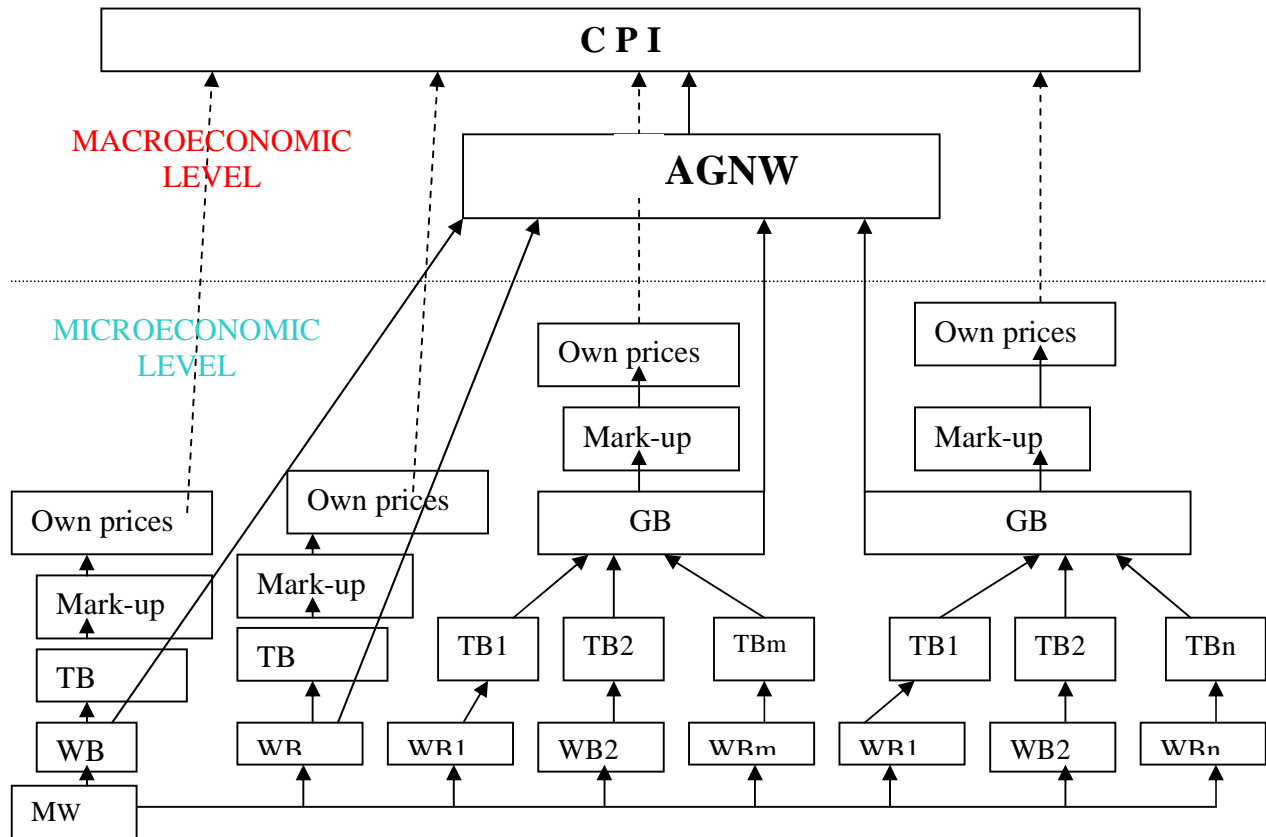 C P I
MACROECONOMIC
LEVEL
AGNW
MICROECONOMIC
LEVEL
Own prices
Own prices
Mark-up
Mark-up
Own prices
Own prices
GB
GB
Mark-up
Mark-up
TB
TB
TB1
TB2
TBm
TB1
TB2
TBn
WB
WB
WB1
WB2
WBm
WB1
WB2
WBn
MW